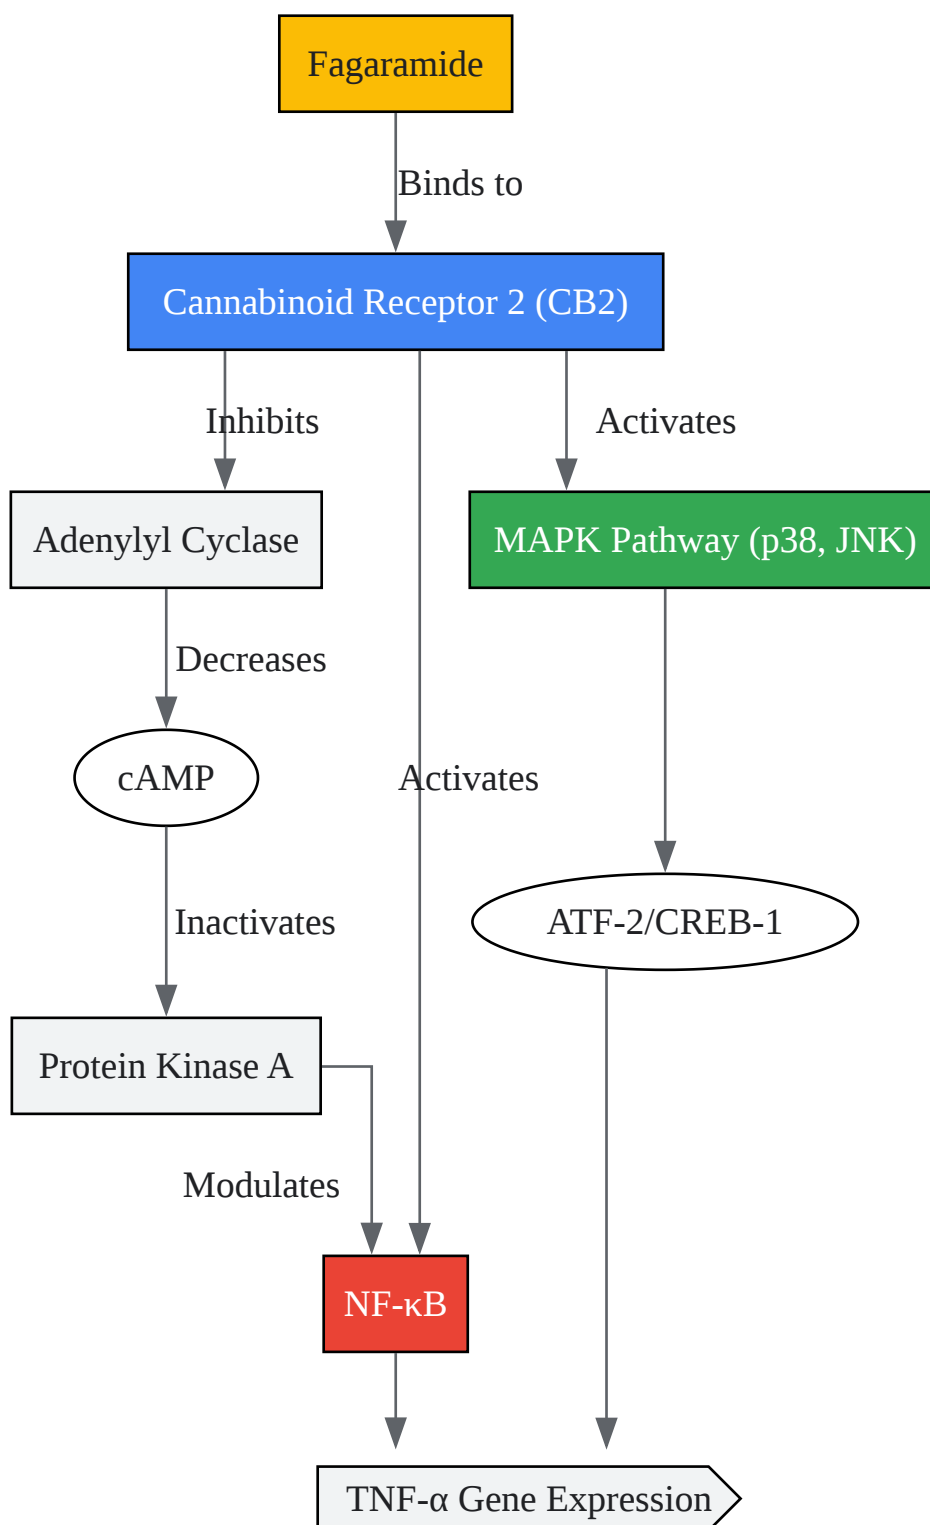 Fagaramide
Binds to
Cannabinoid Receptor 2 (CB2)
Inhibits
Activates
Adenylyl Cyclase
MAPK Pathway (p38, JNK)
Decreases
cAMP
Activates
Inactivates
ATF-2/CREB-1
Protein Kinase A
Modulates
NF-κB
TNF-α Gene Expression